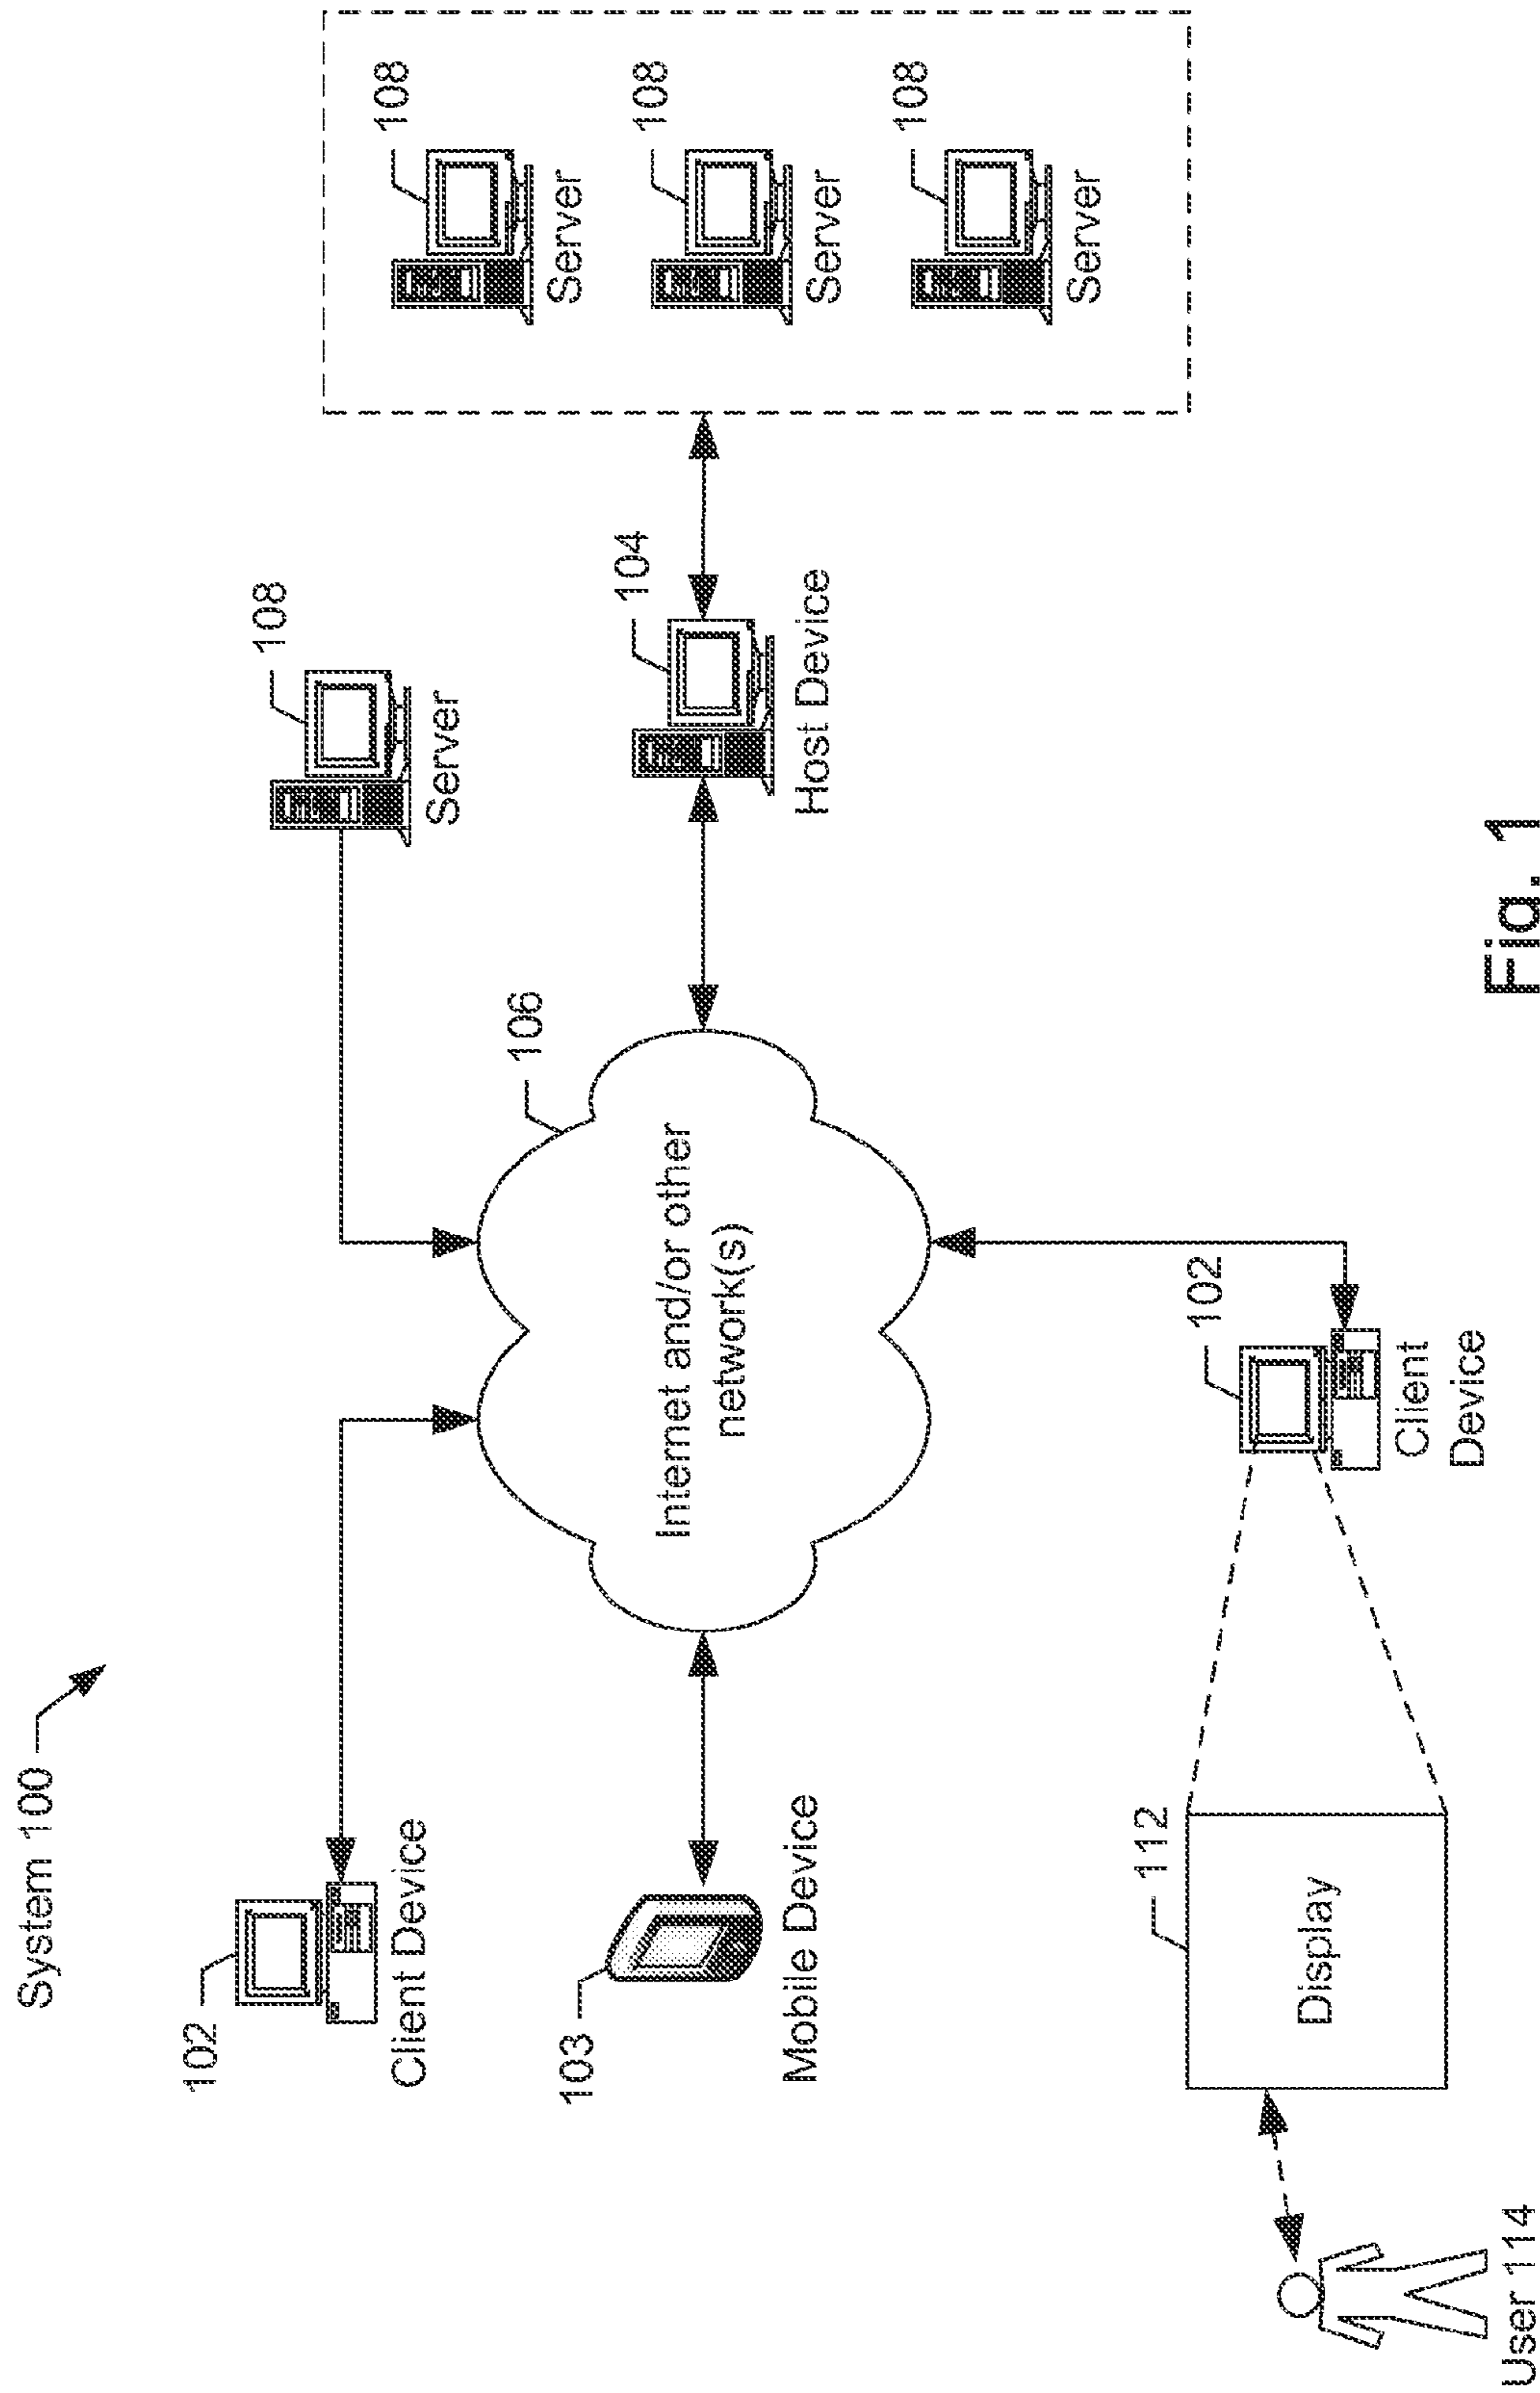 System 100
102
Client Device
108
Server
106
Internet and/or other
network(s)
103
Mobile Device
104
Host Device
108
Server
108
Server
108
Server
112
Display
102
Client
Device
User 114
Fig. 1